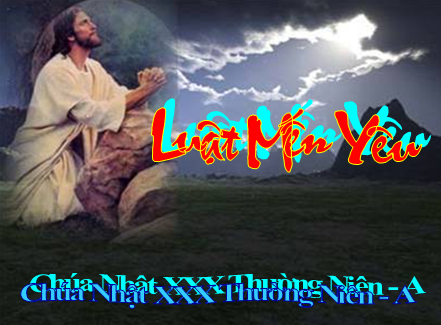 Luật Mến Yêu
Chúa Nhật XXX Thường Niên - A